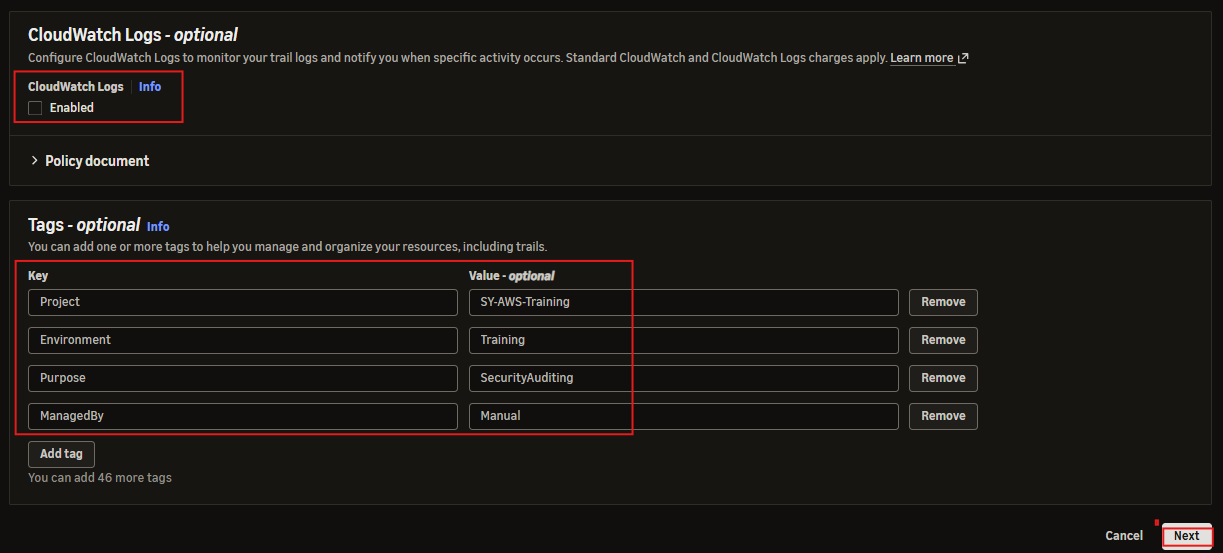 CloudWatch Logs - optional
Configure CloudWatch Logs to monitor your trail logs and notify you when specific activity occurs. Standard CloudWatch and CloudWatch Logs charges apply. Learn more
CloudWatch Logs Info
Enabled
Policy document
Tags - optional Info
You can add one or more tags to help you manage and organize your resources, including trails.
Key Value - optional
Project SY-AWS-Training Remove
Environment Training Remove
Purpose SecurityAuditing Remove
ManagedBy Manual Remove
Add tag
You can add 46 more tags
Cancel Next